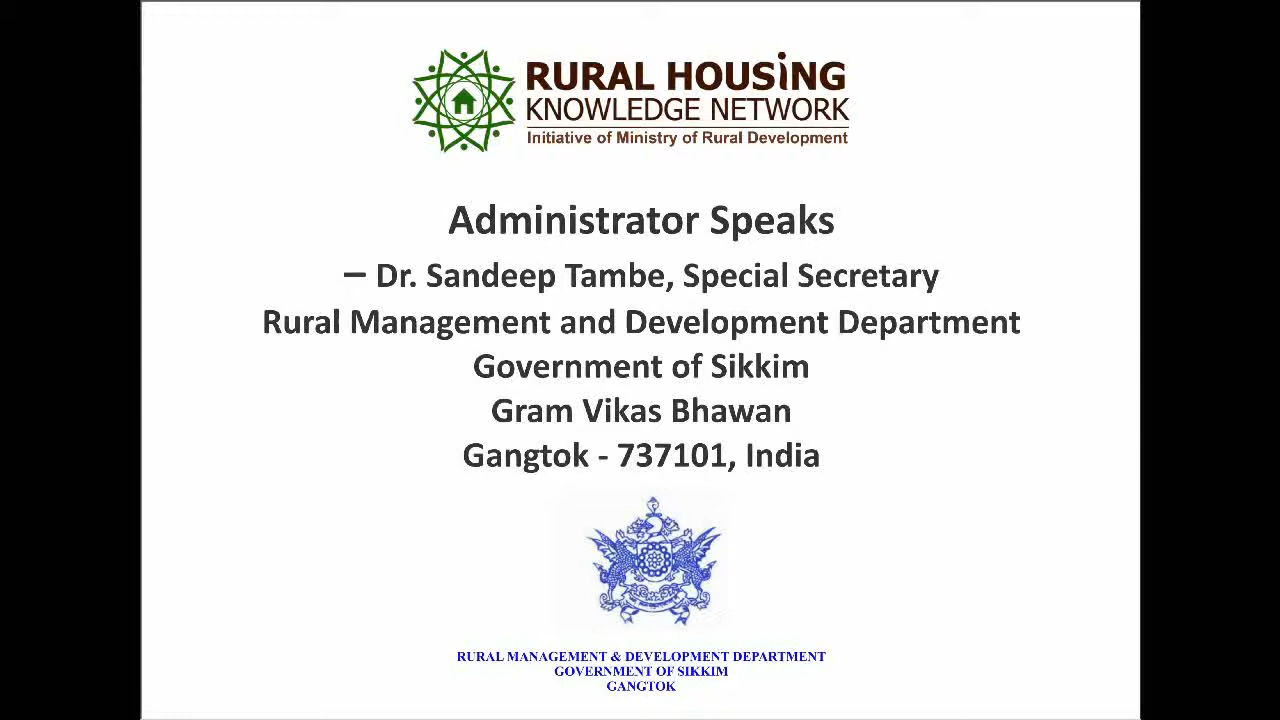 RURAL HOUSiNG
KNOWLEDGE NETWORK
Initiative of Ministry of Rural Development
Administrator Speaks
– Dr. Sandeep Tambe, Special Secretary
Rural Management and Development Department
Government of Sikkim
Gram Vikas Bhawan
Gangtok - 737101, India
RURAL MANAGEMENT & DEVELOPMENT DEPARTMENT
GOVERNMENT OF SIKKIM
GANGTOK